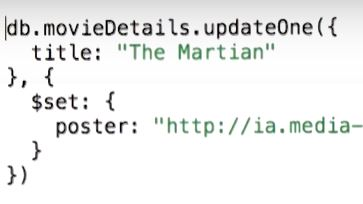 db.movieDetails.updateOne({
title: "The Martian"
}, {
$set: {
poster: "http://ia.media-
}
})